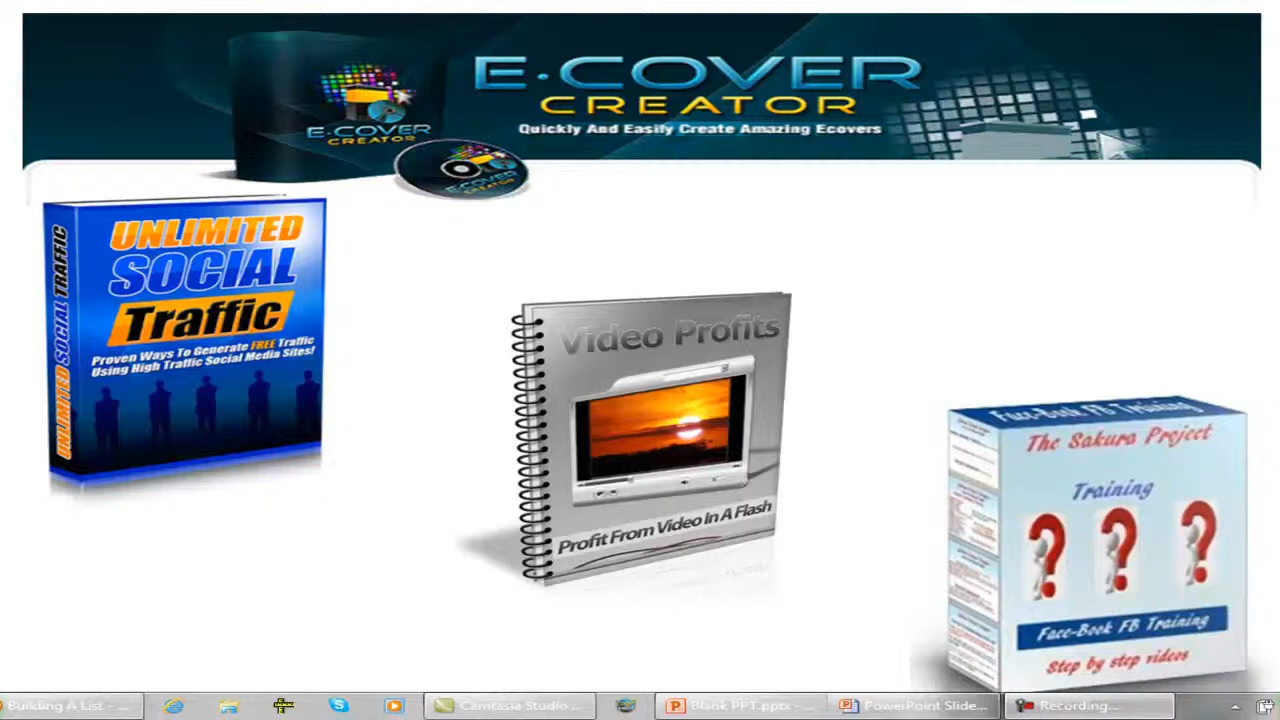 E-COVER
CREATOR
Quickly And Easily Create Amazing Ecovers
E-COVER
CREATOR
E-COVER
CREATOR
UNLIMITED SOCIAL TRAFFIC
UNLIMITED
SOCIAL
Traffic
Proven Ways To Generate FREE Traffic
Using High Traffic Social Media Sites!
Video Profits
Profit From Video In A Flash
Face-Book FB Training
The Sakura Project
Training
Face-Book FB Training
Step by step videos
Building A List -
Camtasia Studio ...
Blank PPT.pptx - ...
PowerPoint Slide...
Recording...